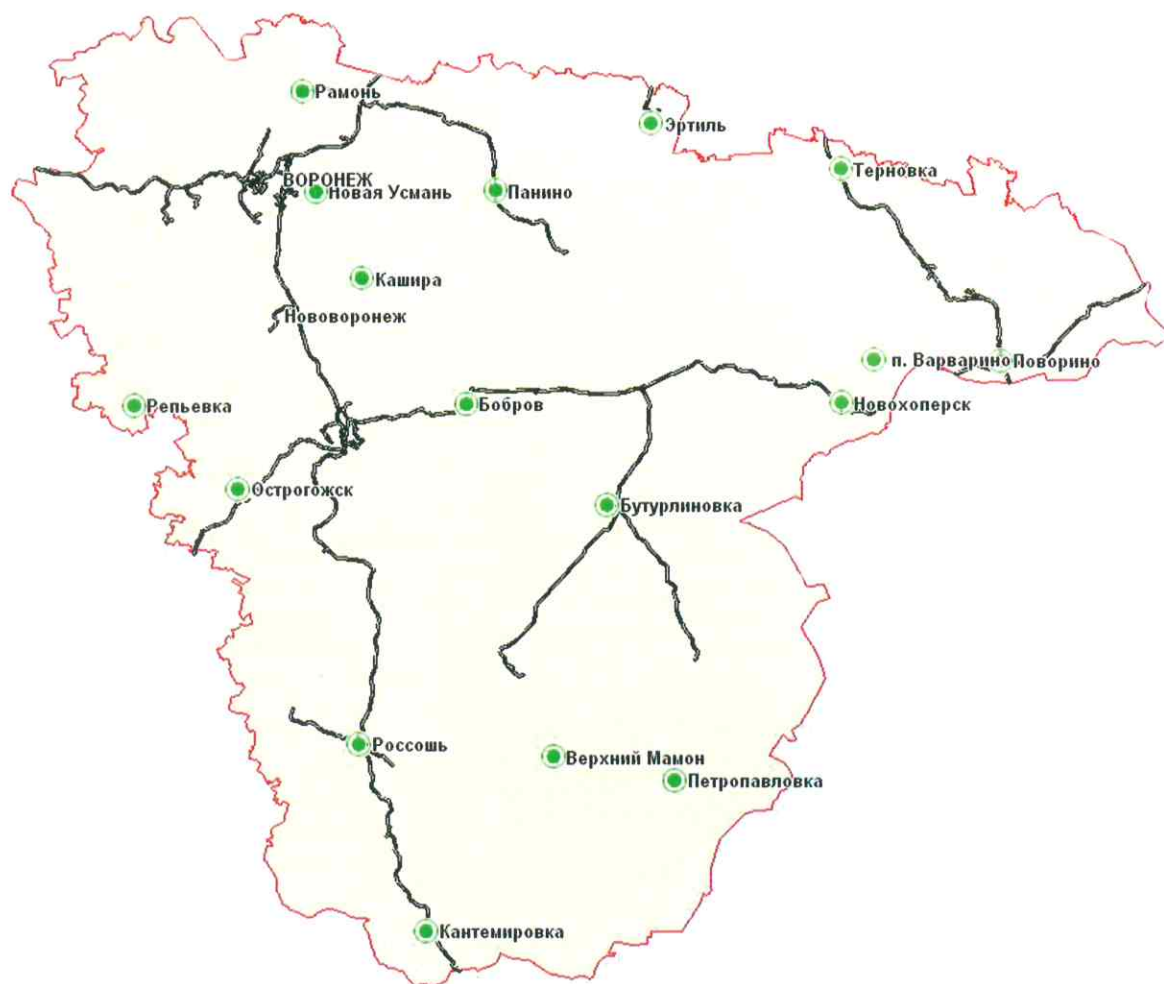 Рамонь
Эртиль
Терновка
ВОРОНЕЖ
Новая Усмань
Панино
Кашира
Нововоронеж
п. Варварино
Поворино
Репьевка
Бобров
Новохоперск
Острогожск
Бутурлиновка
Россошь
Верхний Мамон
Петропавловка
Кантемировка